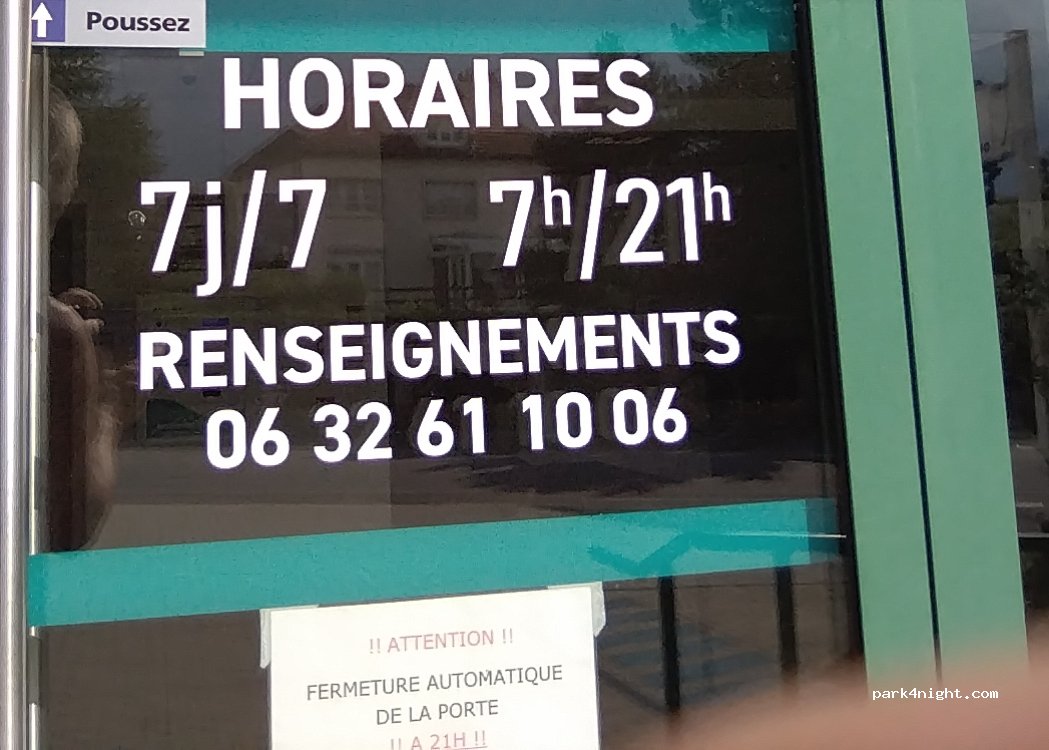 Poussez
HORAIRES
7j/7 7h/21h
RENSEIGNEMENTS
06 32 61 10 06
!! ATTENTION !!
FERMETURE AUTOMATIQUE
DE LA PORTE
!! A 21H !!
park4night.com